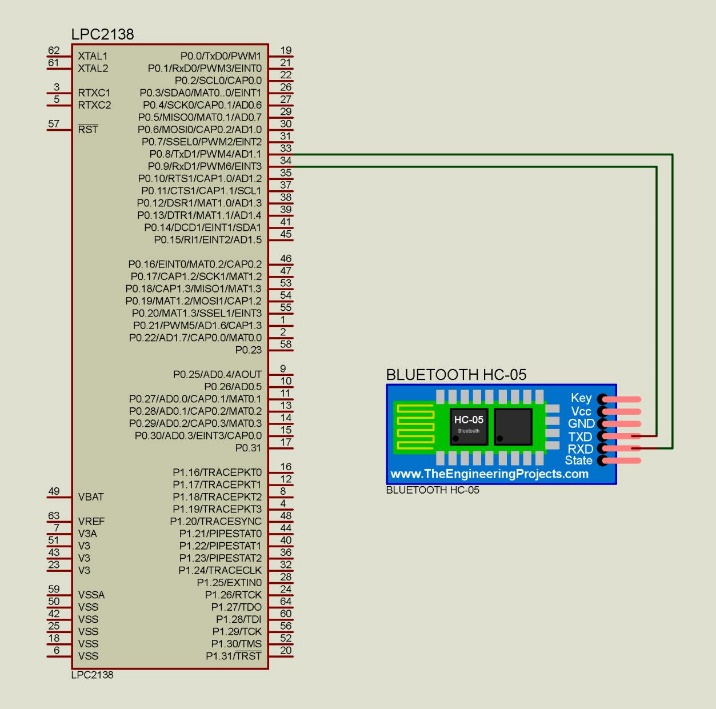 LPC2138
62 XTAL1 P0.0/TxD0/PWM1 19
61 XTAL2 P0.1/RxD0/PWM3/EINT0 21
P0.2/SCL0/CAP0.0 22
3 RTXC1 P0.3/SDA0/MAT0..0/EINT1 26
5 RTXC2 P0.4/SCK0/CAP0.1/AD0.6 27
P0.5/MISO0/MAT0.1/AD0.7 29
57 RST P0.6/MOSI0/CAP0.2/AD1.0 30
P0.7/SSEL0/PWM2/EINT2 31
P0.8/TxD1/PWM4/AD1.1 33
P0.9/RxD1/PWM6/EINT3 34
P0.10/RTS1/CAP1.0/AD1.2 35
P0.11/CTS1/CAP1.1/SCL1 37
P0.12/DSR1/MAT1.0/AD1.3 38
P0.13/DTR1/MAT1.1/AD1.4 39
P0.14/DCD1/EINT1/SDA1 41
P0.15/RI1/EINT2/AD1.5 45
P0.16/EINT0/MAT0.2/CAP0.2 46
P0.17/CAP1.2/SCK1/MAT1.2 47
P0.18/CAP1.3/MISO1/MAT1.3 53
P0.19/MAT1.2/MOSI1/CAP1.2 54
P0.20/MAT1.3/SSEL1/EINT3 55
P0.21/PWM5/AD1.6/CAP1.3 1
P0.22/AD1.7/CAP0.0/MAT0.0 2
P0.23 58
P0.25/AD0.4/AOUT 9
P0.26/AD0.5 10
P0.27/AD0.0/CAP0.1/MAT0.1 11
P0.28/AD0.1/CAP0.2/MAT0.2 13
P0.29/AD0.2/CAP0.3/MAT0.3 14
P0.30/AD0.3/EINT3/CAP0.0 15
P0.31 17
P1.16/TRACEPKT0 16
P1.17/TRACEPKT1 12
49 VBAT P1.18/TRACEPKT2 8
P1.19/TRACEPKT3 4
63 VREF P1.20/TRACESYNC 48
7 V3A P1.21/PIPESTAT0 44
51 V3 P1.22/PIPESTAT1 40
43 V3 P1.23/PIPESTAT2 36
23 V3 P1.24/TRACECLK 32
P1.25/EXTIN0 28
59 VSSA P1.26/RTCK 24
50 VSS P1.27/TDO 64
42 VSS P1.28/TDI 60
25 VSS P1.29/TCK 56
18 VSS P1.30/TMS 52
6 VSS P1.31/TRST 20
LPC2138
BLUETOOTH HC-05
Key
Vcc
GND
TXD
RXD
State
HC-05
Bluetooth
www.TheEngineeringProjects.com
BLUETOOTH HC-05